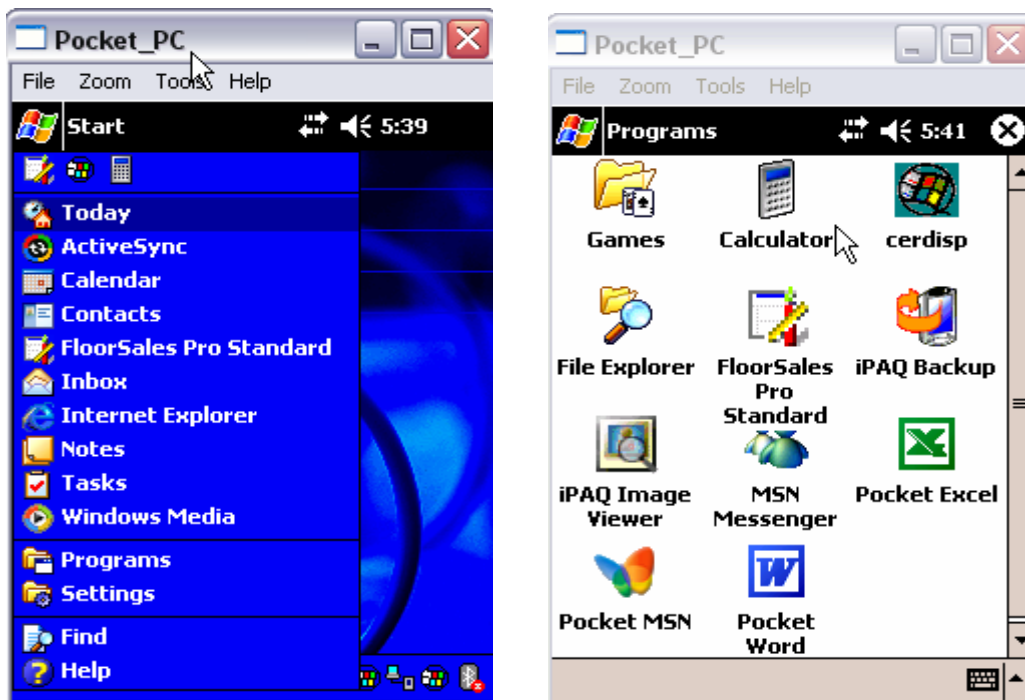 Pocket_PC
File Zoom Tools Help
Start 5:39
Today
ActiveSync
Calendar
Contacts
FloorSales Pro Standard
Inbox
Internet Explorer
Notes
Tasks
Windows Media
Programs
Settings
Find
Help
Pocket_PC
File Zoom Tools Help
Programs 5:41
Games Calculator cerdisp
File Explorer FloorSales Pro Standard iPAQ Backup
iPAQ Image Viewer MSN Messenger Pocket Excel
Pocket MSN Pocket Word